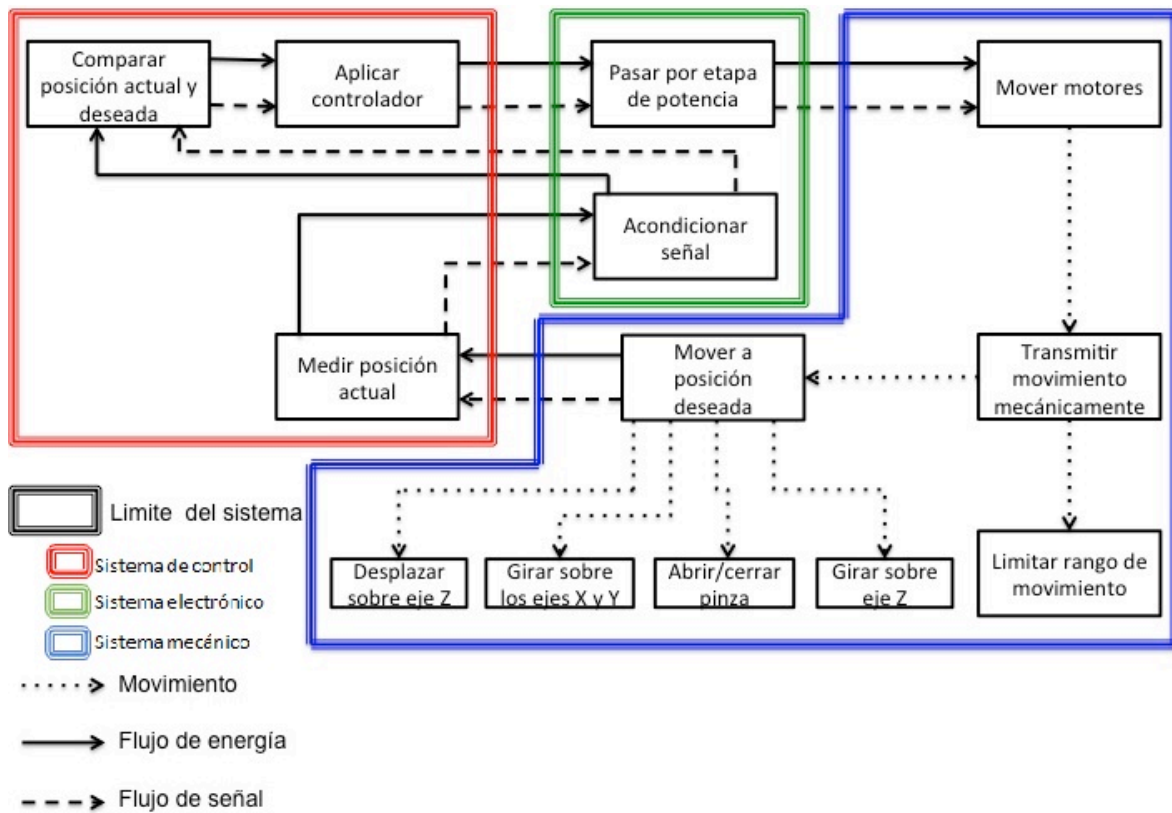 Comparar
posición actual y
deseada
Aplicar
controlador
Pasar por etapa
de potencia
Mover motores
Acondicionar
señal
Medir posición
actual
Mover a
posición
deseada
Transmitir
movimiento
mecánicamente
Desplazar
sobre eje Z
Girar sobre
los ejes X y Y
Abrir/cerrar
pinza
Girar sobre
eje Z
Limitar rango de
movimiento
Limite del sistema
Sistema de control
Sistema electrónico
Sistema mecánico
Movimiento
Flujo de energía
Flujo de señal